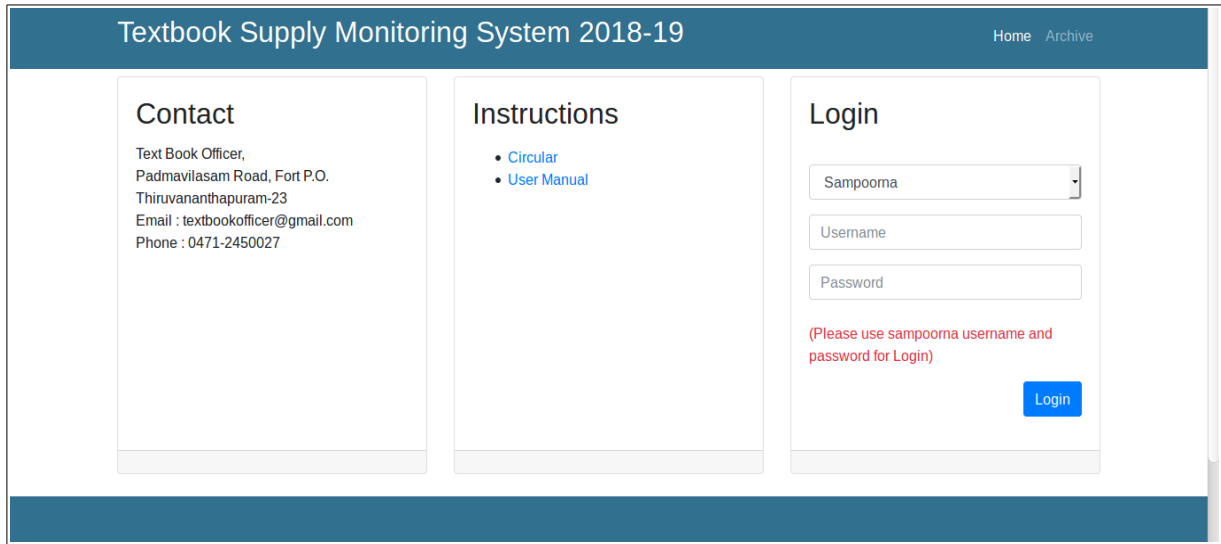 Textbook Supply Monitoring System 2018-19
Home Archive
Contact
Text Book Officer,
Padmavilasam Road, Fort P.O.
Thiruvananthapuram-23
Email : textbookofficer@gmail.com
Phone : 0471-2450027
Instructions
Circular
User Manual
Login
Sampoorna
Username
Password
(Please use sampoorna username and
password for Login)
Login